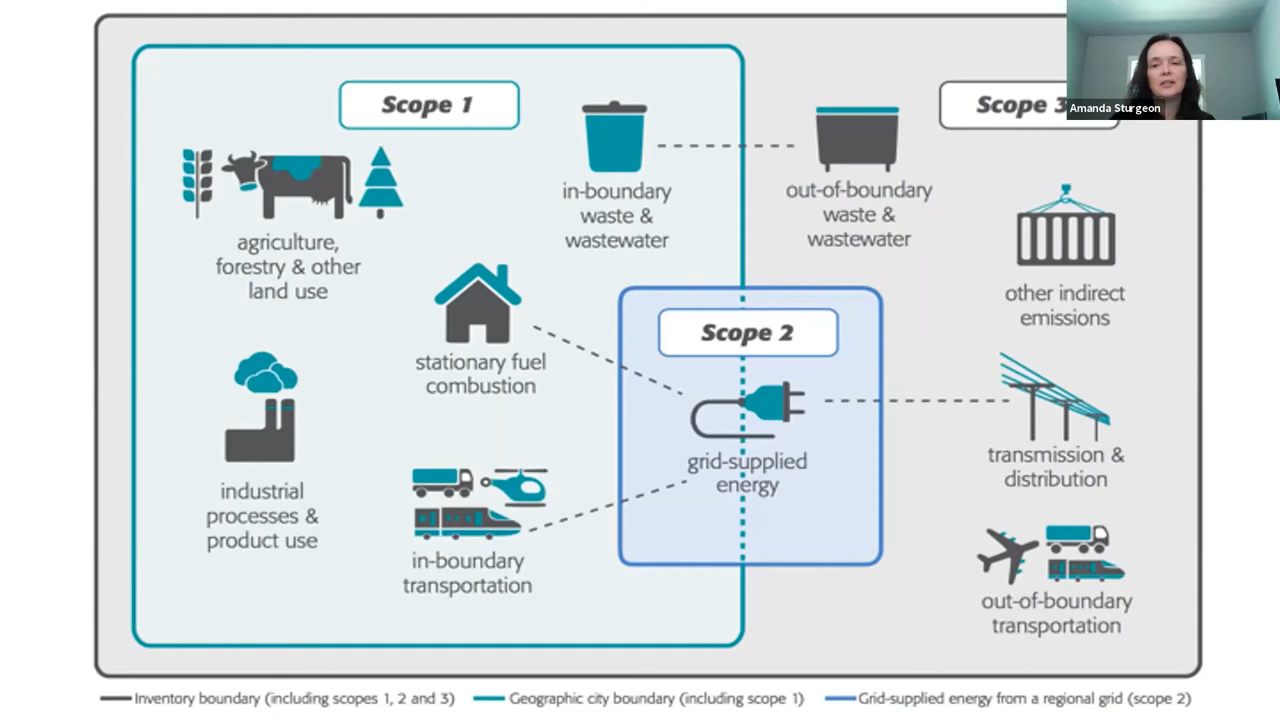 Scope 1
Scope 3
Amanda Sturgeon
in-boundary
waste &
wastewater
out-of-boundary
waste &
wastewater
agriculture,
forestry & other
land use
other indirect
emissions
Scope 2
stationary fuel
combustion
grid-supplied
energy
transmission &
distribution
industrial
processes &
product use
in-boundary
transportation
out-of-boundary
transportation
Inventory boundary (including scopes 1, 2 and 3)
Geographic city boundary (including scope 1)
Grid-supplied energy from a regional grid (scope 2)